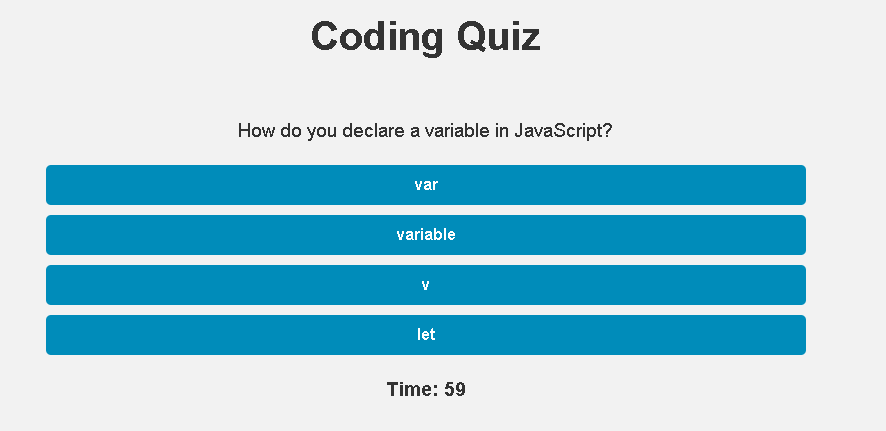 Coding Quiz
How do you declare a variable in JavaScript?
var
variable
v
let
Time: 59